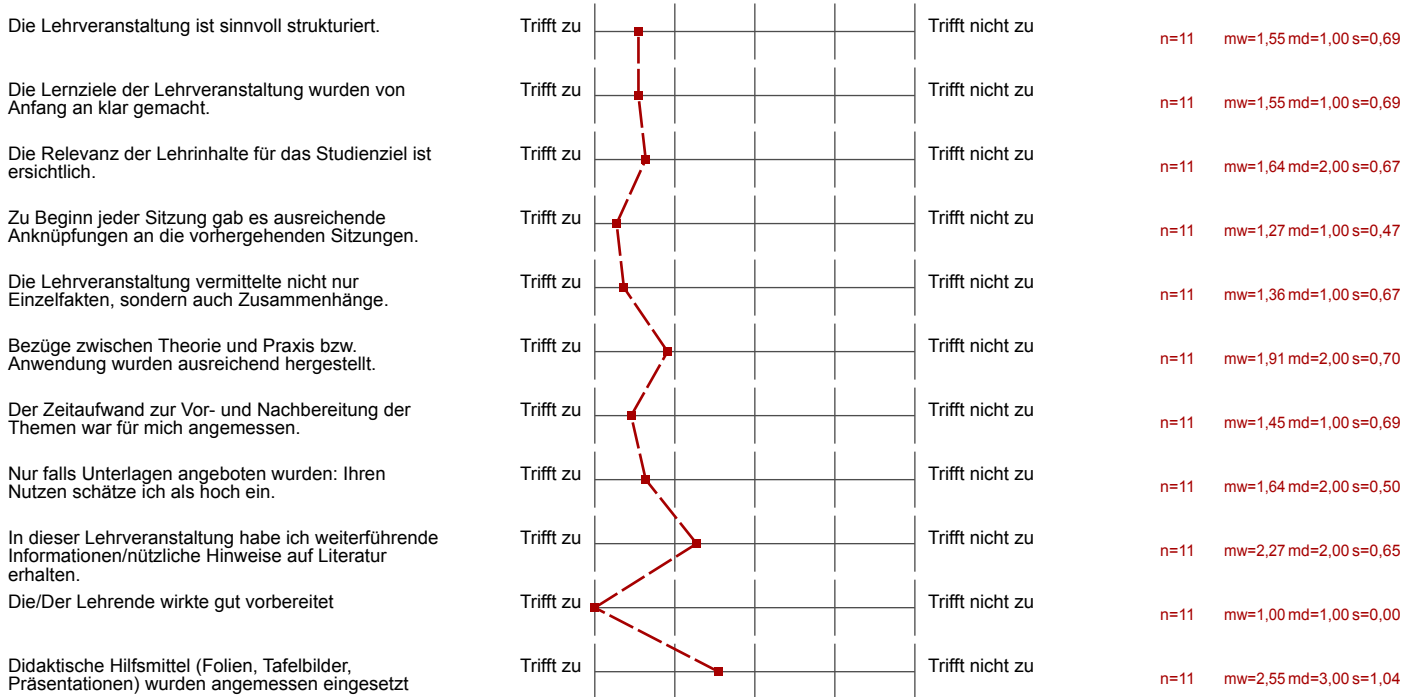 Die Lehrveranstaltung ist sinnvoll strukturiert. Trifft zu Trifft nicht zu n=11 mw=1,55 md=1,00 s=0,69
Die Lernziele der Lehrveranstaltung wurden von Trifft zu Trifft nicht zu n=11 mw=1,55 md=1,00 s=0,69
Anfang an klar gemacht.
Die Relevanz der Lehrinhalte für das Studienziel ist Trifft zu Trifft nicht zu n=11 mw=1,64 md=2,00 s=0,67
ersichtlich.
Zu Beginn jeder Sitzung gab es ausreichende Trifft zu Trifft nicht zu n=11 mw=1,27 md=1,00 s=0,47
Anknüpfungen an die vorhergehenden Sitzungen.
Die Lehrveranstaltung vermittelte nicht nur Trifft zu Trifft nicht zu n=11 mw=1,36 md=1,00 s=0,67
Einzelfakten, sondern auch Zusammenhänge.
Bezüge zwischen Theorie und Praxis bzw. Trifft zu Trifft nicht zu n=11 mw=1,91 md=2,00 s=0,70
Anwendung wurden ausreichend hergestellt.
Der Zeitaufwand zur Vor- und Nachbereitung der Trifft zu Trifft nicht zu n=11 mw=1,45 md=1,00 s=0,69
Themen war für mich angemessen.
Nur falls Unterlagen angeboten wurden: Ihren Trifft zu Trifft nicht zu n=11 mw=1,64 md=2,00 s=0,50
Nutzen schätze ich als hoch ein.
In dieser Lehrveranstaltung habe ich weiterführende Trifft zu Trifft nicht zu n=11 mw=2,27 md=2,00 s=0,65
Informationen/nützliche Hinweise auf Literatur
erhalten.
Die/Der Lehrende wirkte gut vorbereitet Trifft zu Trifft nicht zu n=11 mw=1,00 md=1,00 s=0,00
Didaktische Hilfsmittel (Folien, Tafelbilder, Trifft zu Trifft nicht zu n=11 mw=2,55 md=3,00 s=1,04
Präsentationen) wurden angemessen eingesetzt